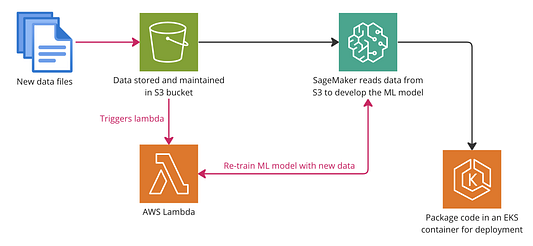 New data files
Data stored and maintained
in S3 bucket
SageMaker reads data from
S3 to develop the ML model
Triggers lambda
Re-train ML model with new data
AWS Lambda
K
Package code in an EKS
container for deployment